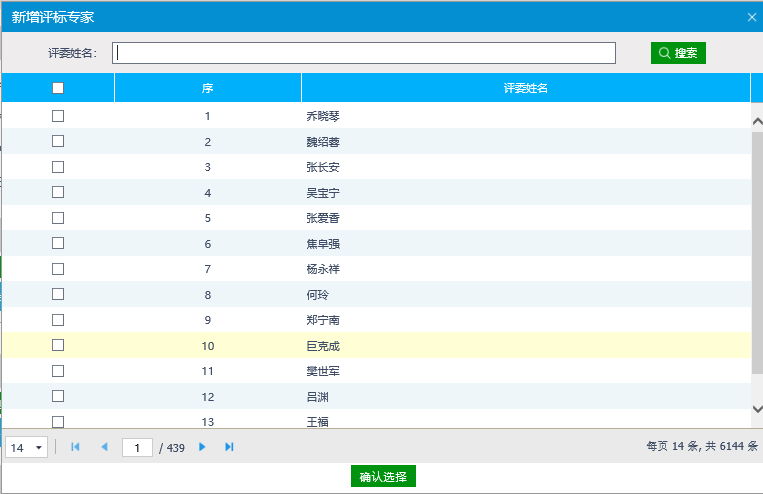 新增评标专家
评委姓名: 搜索
序 评委姓名
1 乔晓琴
2 魏绍蓉
3 张长安
4 吴宝宁
5 张爱香
6 焦阜强
7 杨永祥
8 何玲
9 郑宁南
10 巨克成
11 樊世军
12 吕渊
13 王福
14 1 / 439 每页 14 条, 共 6144 条
确认选择